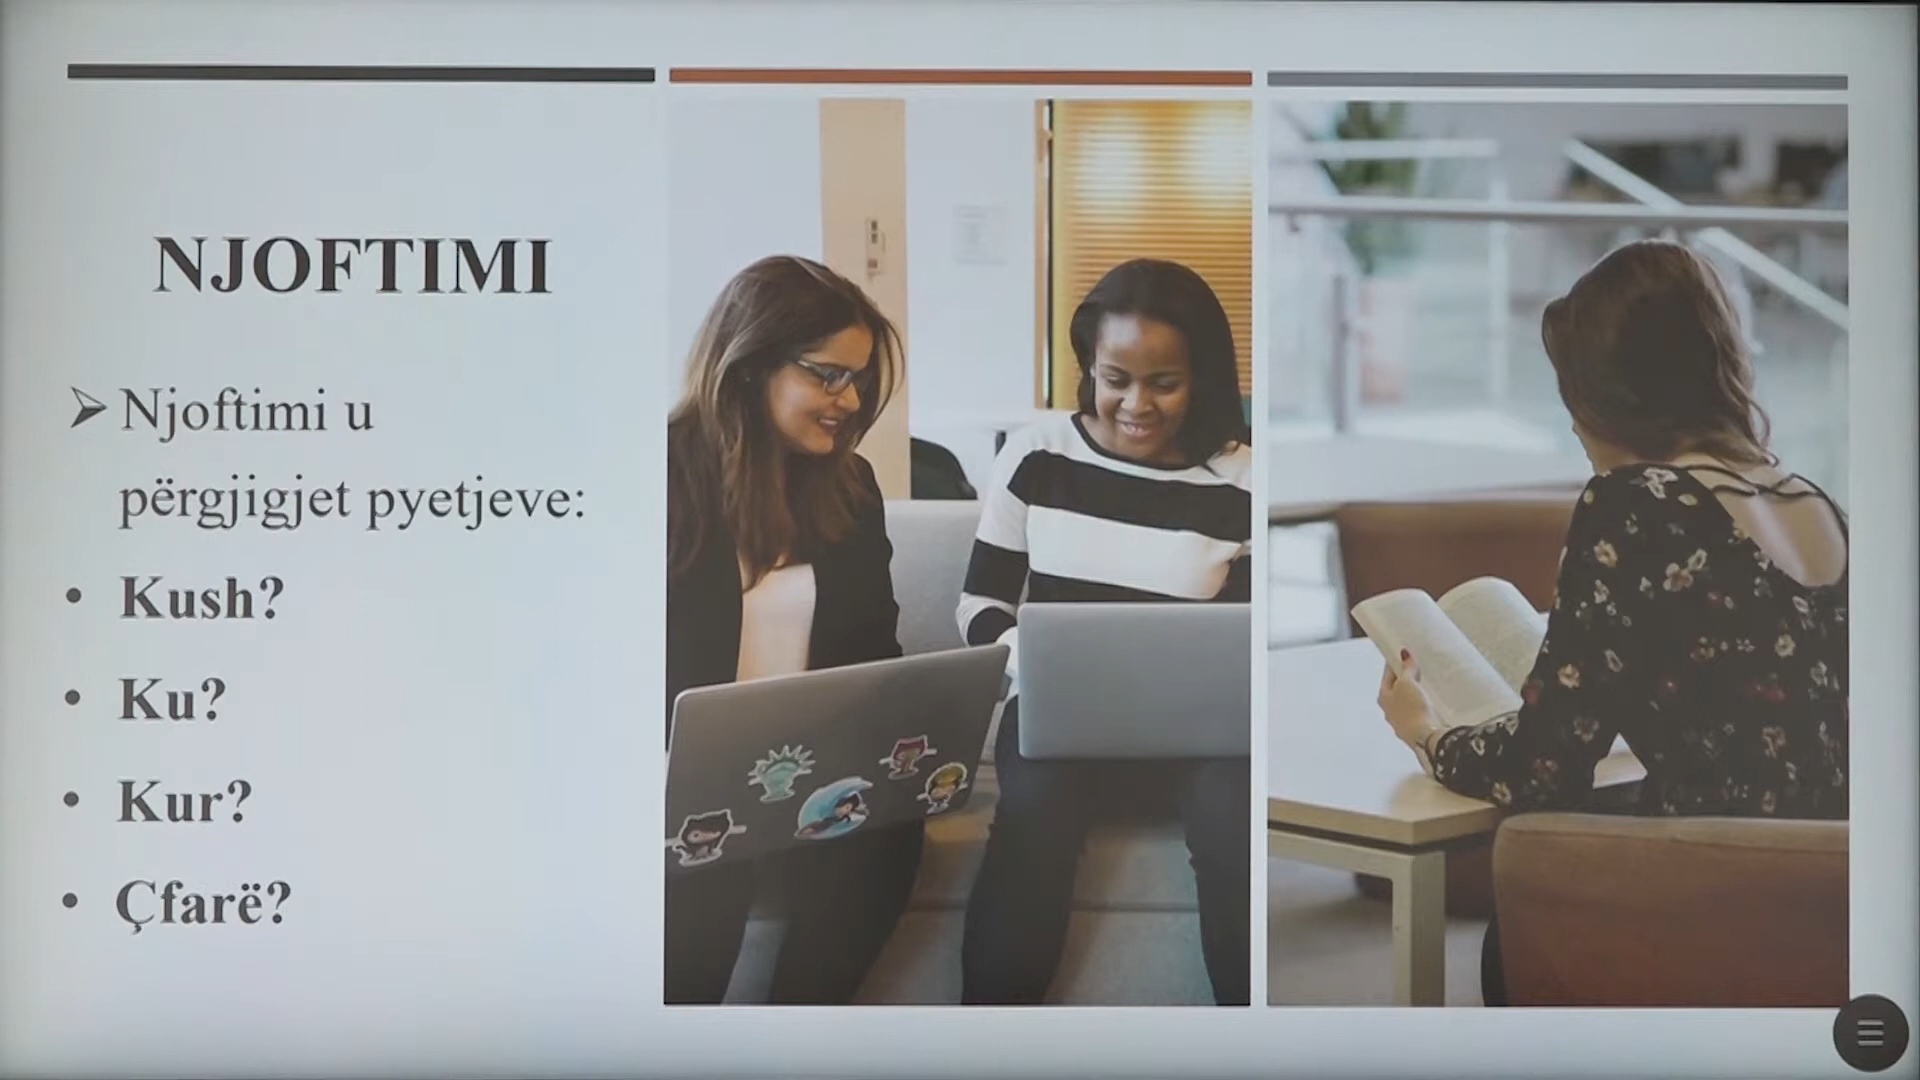 NJOFTIMI
➢ Njoftimi u
përgjigjet pyetjeve:
• Kush?
• Ku?
• Kur?
• Çfarë?